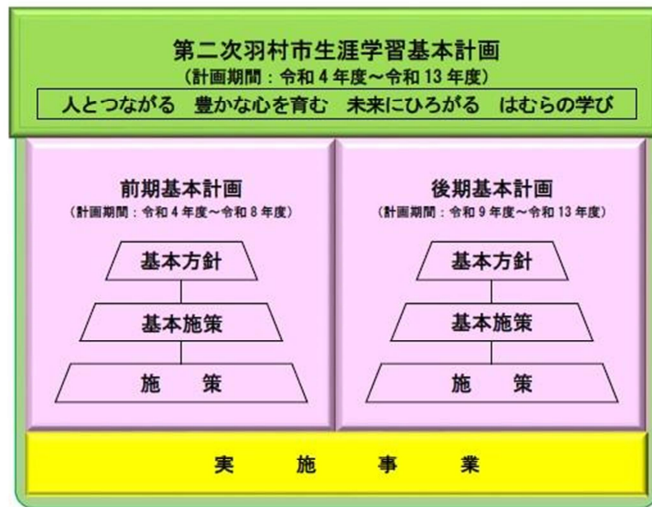 第二次羽村市生涯学習基本計画
(計画期間：令和4年度～令和13年度)
人とつながる　豊かな心を育む　未来にひろがる　はむらの学び
前期基本計画
(計画期間：令和4年度～令和8年度)
基本方針
基本施策
施　策
後期基本計画
(計画期間：令和9年度～令和13年度)
基本方針
基本施策
施　策
実　施　事　業